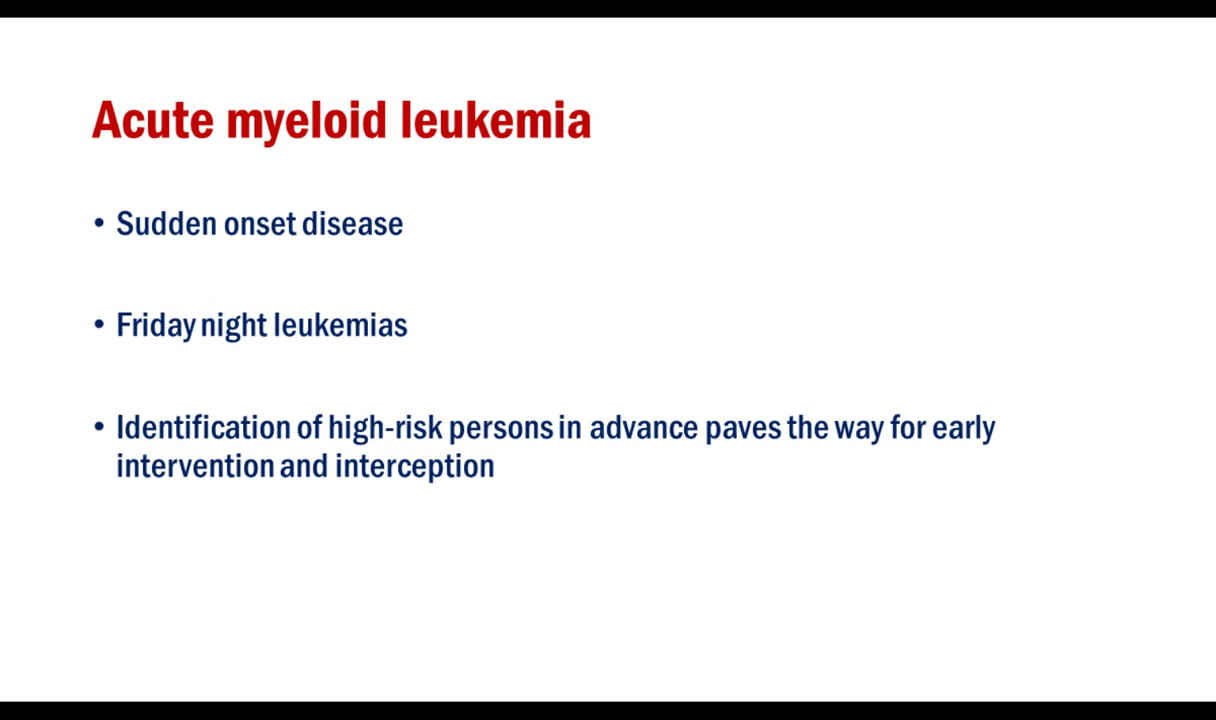 Acute myeloid leukemia
• Sudden onset disease
• Friday night leukemias
• Identification of high-risk persons in advance paves the way for early
intervention and interception